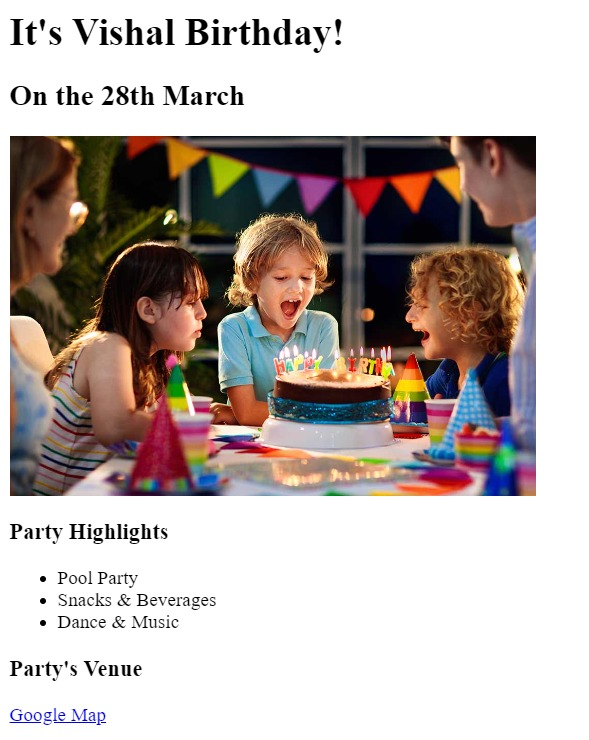 It's Vishal Birthday!
On the 28th March
HAPPY BIRTH
Party Highlights
Pool Party
Snacks & Beverages
Dance & Music
Party's Venue
Google Map